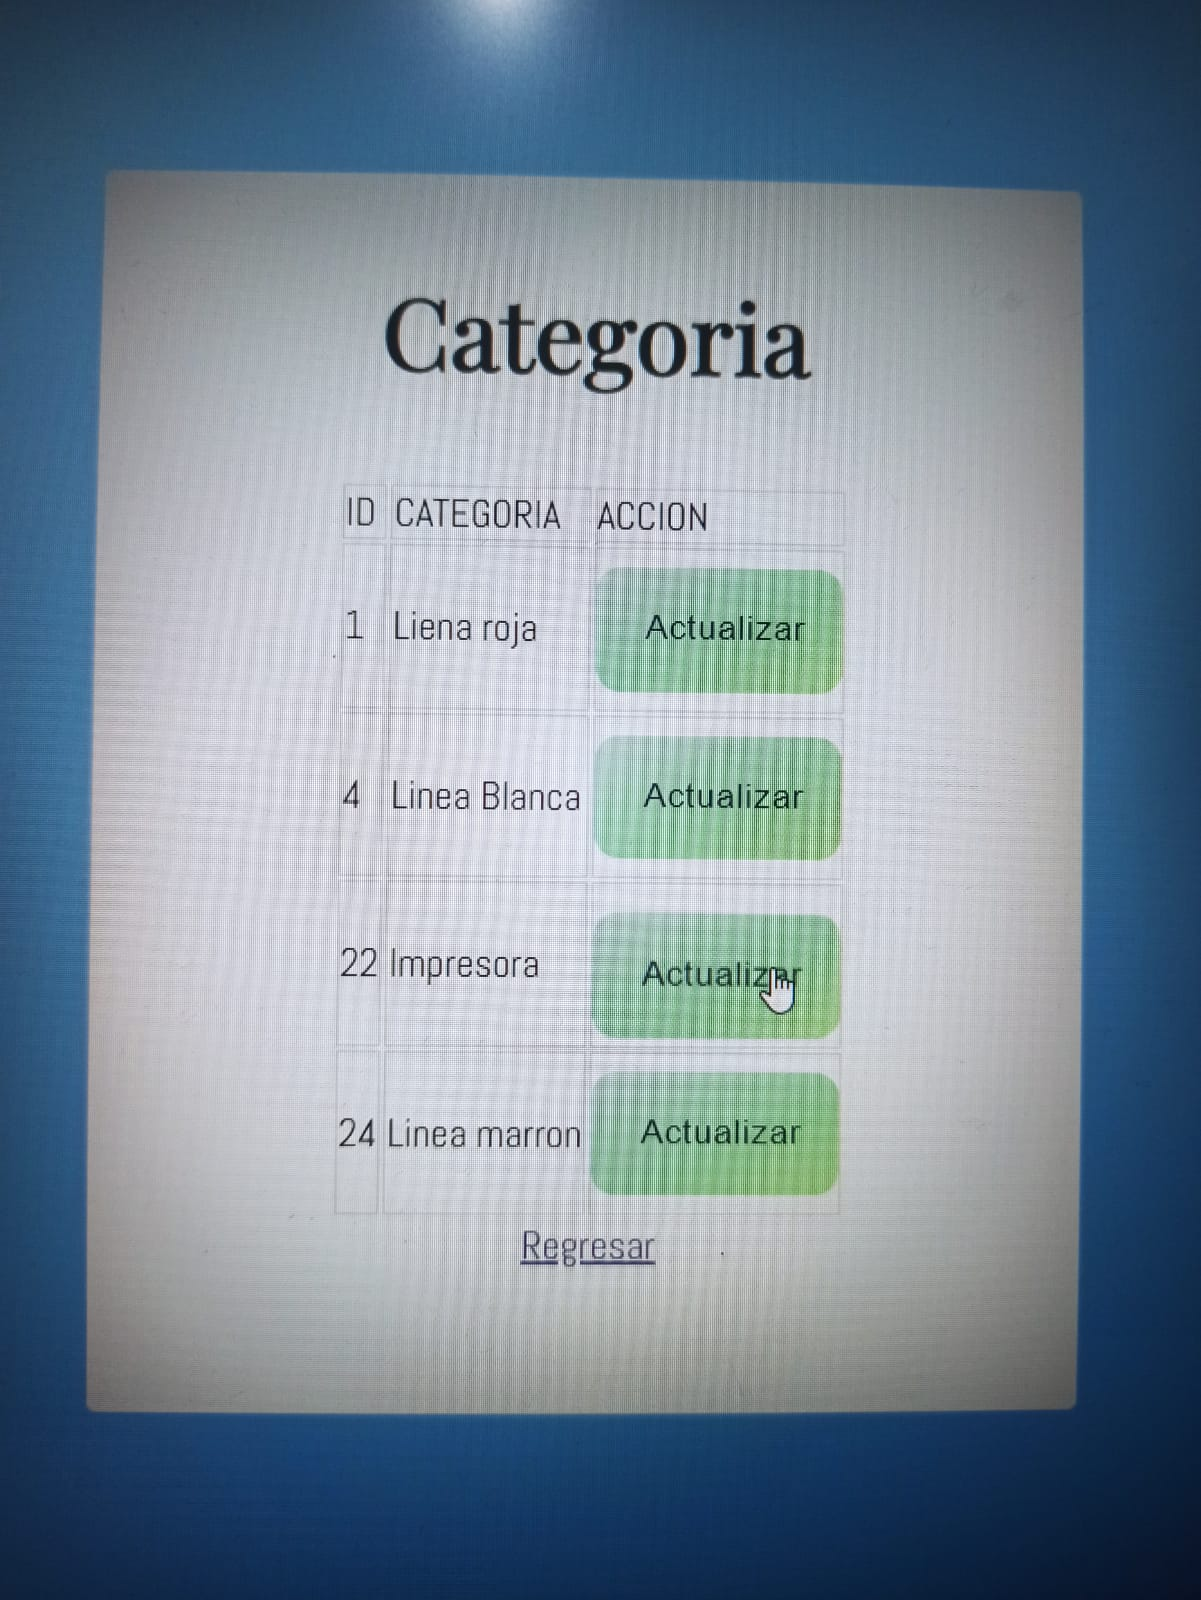 Categoria
ID CATEGORIA ACCION
1 Liena roja Actualizar
4 Linea Blanca Actualizar
22 Impresora Actualizar
24 Linea marron Actualizar
Regresar